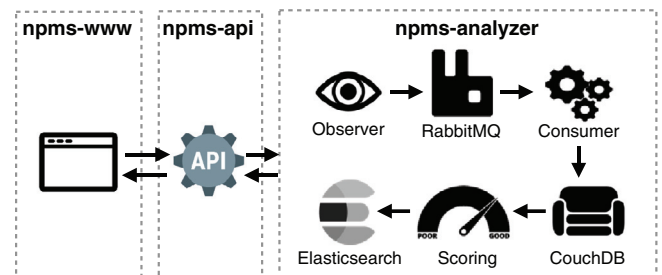 npms-www
npms-api
npms-analyzer
Observer
RabbitMQ
Consumer
API
POOR
GOOD
Elasticsearch
Scoring
CouchDB